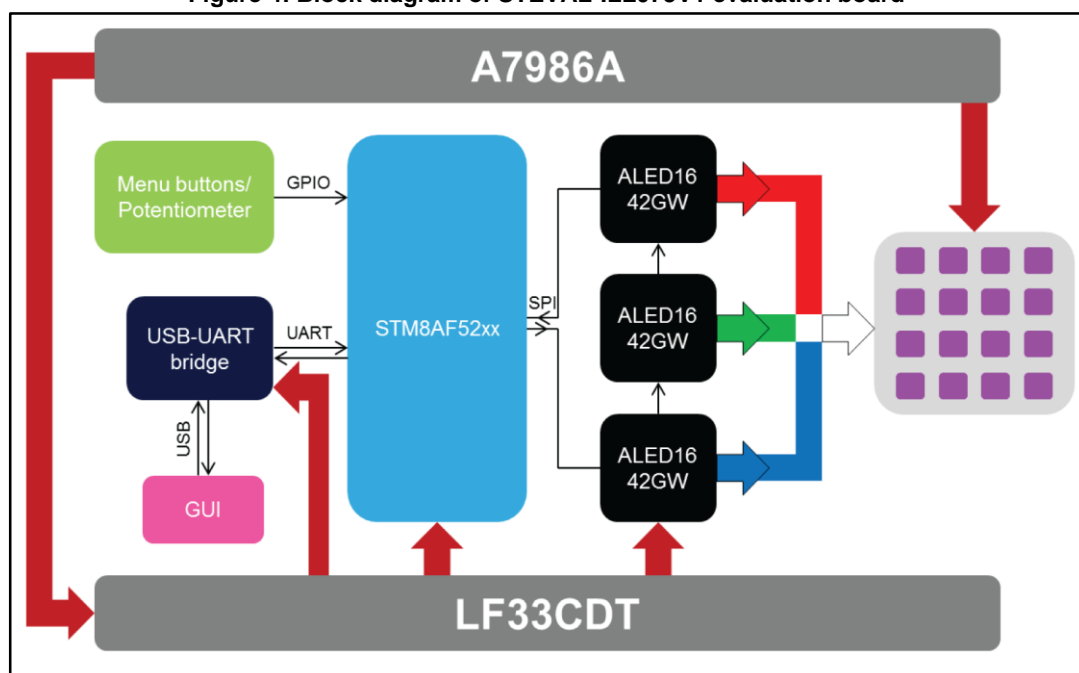 A7986A
Menu buttons/
Potentiometer
GPIO
STM8AF52xx
ALED16
42GW
SPI
ALED16
42GW
USB-UART
bridge
UART
ALED16
42GW
USB
GUI
LF33CDT